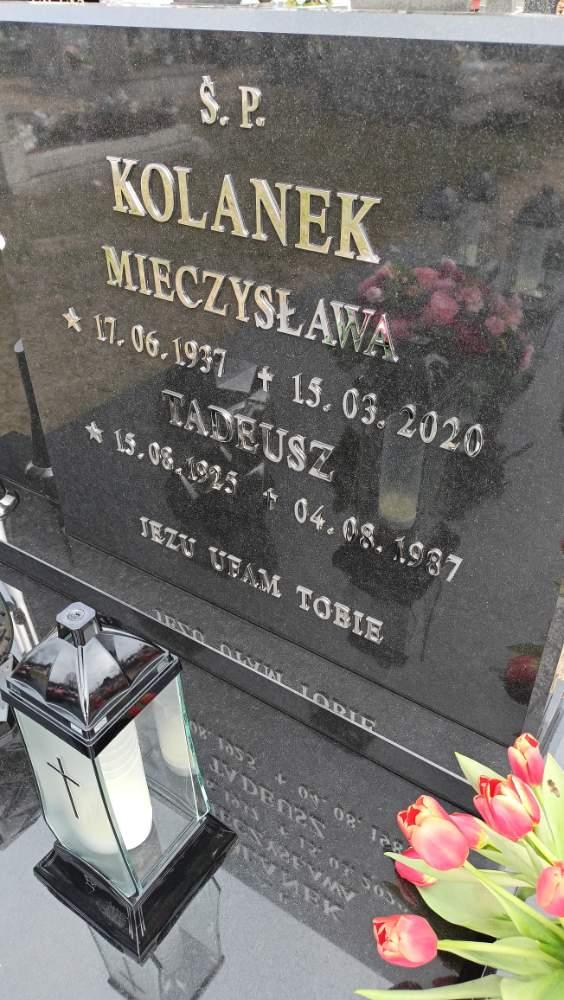 Ś. P.
KOLANEK
MIECZYSŁAWA
* 17. 06. 1937 ✝ 15. 03. 2020
TADEUSZ
* 15. 08. 1925 ✝ 04. 08. 1987
JEZU UFAM TOBIE